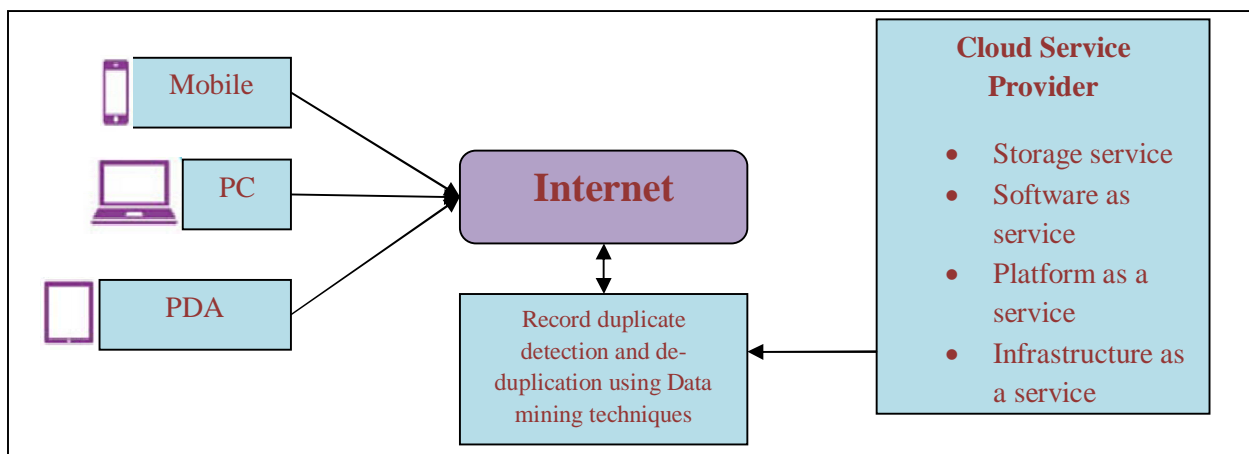 Mobile
PC
PDA
Internet
Record duplicate
detection and de-
duplication using Data
mining techniques
Cloud Service
Provider
• Storage service
• Software as
service
• Platform as a
service
• Infrastructure as
a service